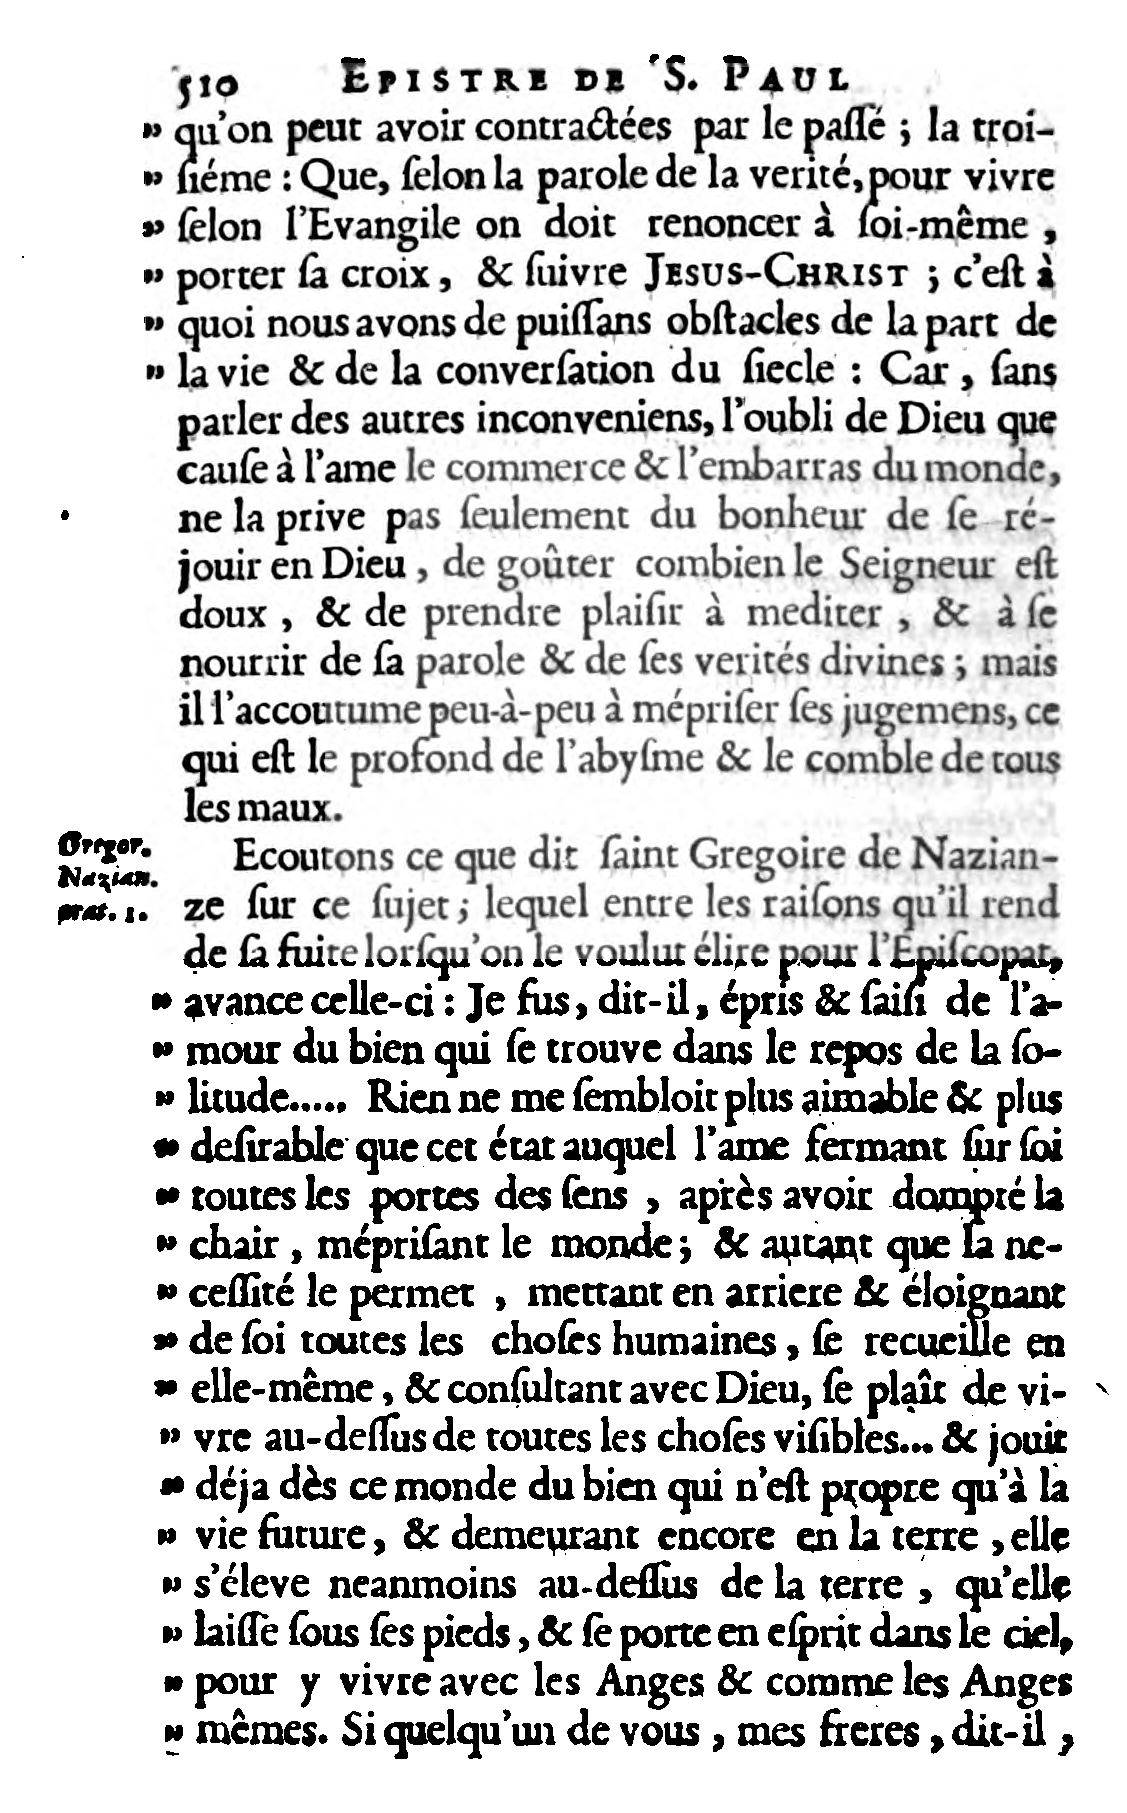 510 EPISTRE DE S. PAUL
„ qu'on peut avoir contractées par le paſſé ; la troi-
„ ſiéme : Que, ſelon la parole de la verité, pour vivre
„ ſelon l'Evangile on doit renoncer à ſoi-même ,
„ porter ſa croix , & ſuivre JESUS-CHRIST ; c'eſt à
„ quoi nous avons de puiſſans obſtacles de la part de
„ la vie & de la converſation du ſiecle : Car , ſans
parler des autres inconveniens, l'oubli de Dieu que
cauſe à l'ame le commerce & l'embarras du monde,
ne la prive pas ſeulement du bonheur de ſe ré-
jouir en Dieu , de goûter combien le Seigneur eſt
doux , & de prendre plaiſir à mediter , & à ſe
nourrir de ſa parole & de ſes verités divines ; mais
il l'accoutume peu-à-peu à mépriſer ſes jugemens, ce
qui eſt le profond de l'abyſme & le comble de tous
les maux.
Gregor.
Nazian.
orat. 1.
Ecoutons ce que dit ſaint Gregoire de Nazian-
ze ſur ce ſujet ; lequel entre les raiſons qu'il rend
de ſa fuite lorſqu'on le voulut élire pour l'Epiſcopat,
„ avance celle-ci : Je fus, dit-il, épris & ſaiſi de l'a-
„ mour du bien qui ſe trouve dans le repos de la ſo-
„ litude..... Rien ne me ſembloit plus aimable & plus
„ deſirable que cet état auquel l'ame fermant ſur ſoi
„ toutes les portes des ſens , après avoir dompté la
„ chair , mépriſant le monde ; & autant que la ne-
„ ceſſité le permet , mettant en arriere & éloignant
„ de ſoi toutes les choſes humaines , ſe recueille en
„ elle-même , & conſultant avec Dieu, ſe plaît de vi-
„ vre au-deſſus de toutes les choſes viſibles... & jouit
„ déja dès ce monde du bien qui n'eſt propre qu'à la
„ vie future, & demeurant encore en la terre , elle
„ s'éleve neanmoins au-deſſus de la terre , qu'elle
„ laiſſe ſous ſes pieds , & ſe porte en eſprit dans le ciel,
„ pour y vivre avec les Anges & comme les Anges
„ mêmes. Si quelqu'un de vous , mes freres , dit-il ,